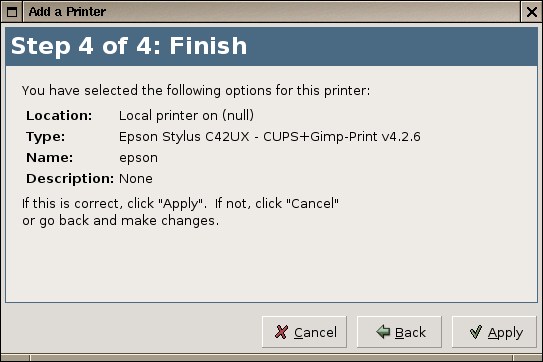 Add a Printer
Step 4 of 4: Finish
You have selected the following options for this printer:
Location: Local printer on (null)
Type: Epson Stylus C42UX - CUPS+Gimp-Print v4.2.6
Name: epson
Description: None
If this is correct, click "Apply".  If not, click "Cancel"
or go back and make changes.
Cancel Back Apply